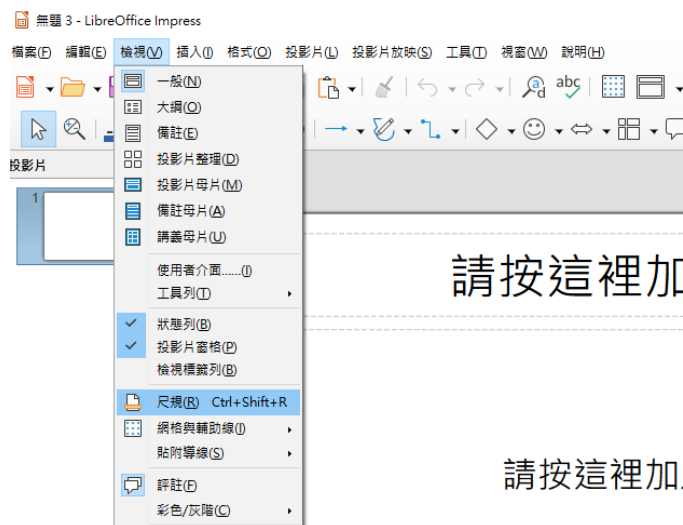 無題 3 - LibreOffice Impress
檔案(F) 編輯(E) 檢視(V) 插入(I) 格式(O) 投影片(L) 投影片放映(S) 工具(T) 視窗(W) 說明(H)
一般(N)
大綱(O)
備註(E)
投影片整理(D)
投影片母片(M)
備註母片(A)
講義母片(U)
使用者介面......(I)
工具列(T)
狀態列(B)
投影片窗格(P)
檢視標籤列(B)
尺規(R) Ctrl+Shift+R
網格與輔助線(I)
貼附導線(S)
評註(F)
彩色/灰階(C)
abc
投影片
1
請按這裡加
請按這裡加